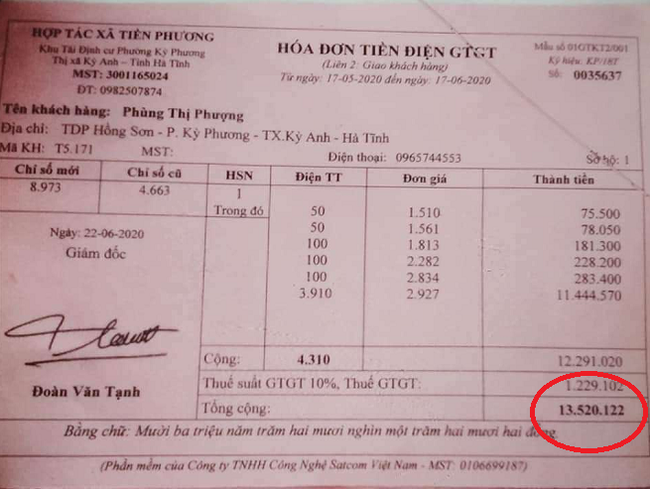 HỢP TÁC XÃ TIẾN PHƯƠNG
Khu Tái Định cư Phường Kỳ Phương
Thị xã Kỳ Anh – Tỉnh Hà Tĩnh
MST: 3001165024
ĐT: 0982507874
HÓA ĐƠN TIỀN ĐIỆN GTGT
(Liên 2: Giao khách hàng)
Từ ngày: 17-05-2020 đến ngày: 17-06-2020
Mẫu số 01GTKT2/001
Ký hiệu: KP/18T
Số: 0035637
Tên khách hàng: Phùng Thị Phượng
Địa chỉ: TDP Hồng Sơn - P. Kỳ Phương - TX.Kỳ Anh - Hà Tĩnh
Mã KH: T5.171 MST: Điện thoại: 0965744553 Sơ hộ: 1
Chỉ số mới Chỉ số cũ HSN Điện TT Đơn giá Thành tiền
8.973 4.663 1
Trong đó 50 1.510 75.500
50 1.561 78.050
100 1.813 181.300
100 2.282 228.200
100 2.834 283.400
3.910 2.927 11.444.570
Ngày: 22-06-2020
Giám đốc
Đoàn Văn Tạnh
Cộng: 4.310 12.291.020
Thuế suất GTGT 10%, Thuế GTGT: 1.229.102
Tổng cộng: 13.520.122
Bằng chữ: Mười ba triệu năm trăm hai mươi nghìn một trăm hai mươi hai đồng.
(Phần mềm của Công ty TNHH Công Nghệ Satcom Việt Nam - MST: 0106699187)